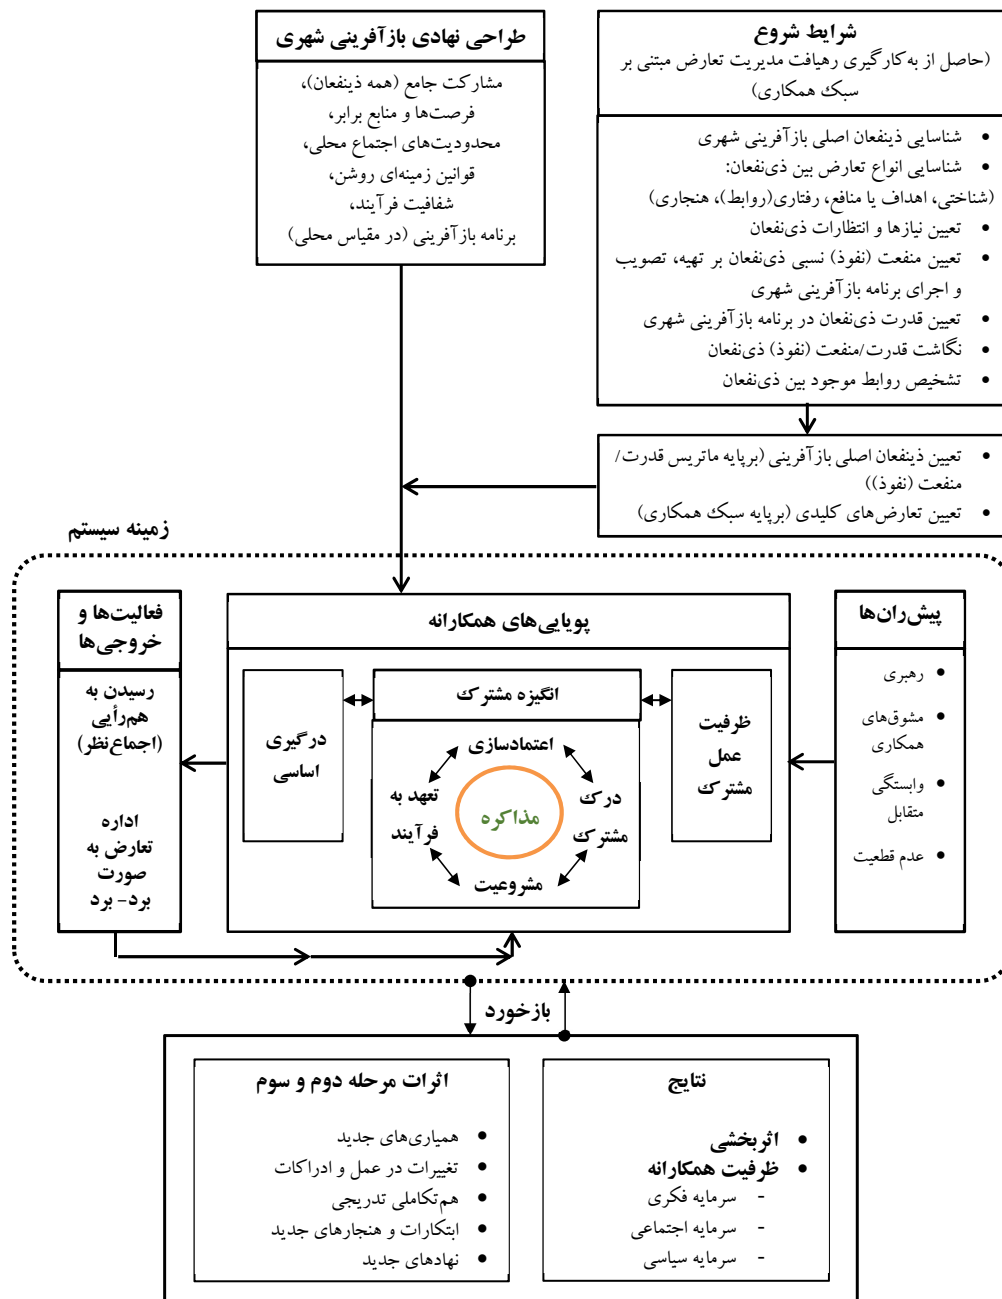 شرایط شروع
(حاصل از به‌کارگیری رهیافت مدیریت تعارض مبتنی بر
سبک همکاری)
شناسایی ذینفعان اصلی بازآفرینی شهری
شناسایی انواع تعارض بین ذی‌نفعان:
(شناختی، اهداف یا منافع، رفتاری(روابط)، هنجاری)
تعیین نیازها و انتظارات ذی‌نفعان
تعیین منفعت (نفوذ) نسبی ذی‌نفعان بر تهیه، تصویب
و اجرای برنامه بازآفرینی شهری
تعیین قدرت ذی‌نفعان در برنامه بازآفرینی شهری
نگاشت قدرت/منفعت (نفوذ) ذی‌نفعان
تشخیص روابط موجود بین ذی‌نفعان
طراحی نهادی بازآفرینی شهری
مشارکت جامع (همه ذینفعان)،
فرصت‌ها و منابع برابر،
محدودیت‌های اجتماع محلی،
قوانین زمینه‌ای روشن،
شفافیت فرآیند،
برنامه بازآفرینی (در مقیاس محلی)
تعیین ذینفعان اصلی بازآفرینی (برپایه ماتریس قدرت/
منفعت (نفوذ))
تعیین تعارض‌های کلیدی (برپایه سبک همکاری)
زمینه سیستم
پیش‌ران‌ها
رهبری
مشوق‌های
همکاری
وابستگی
متقابل
عدم قطعیت
پویایی‌های همکارانه
ظرفیت
عمل
مشترک
انگیزه مشترک
اعتمادسازی
درک
مشترک
مذاکره
تعهد به
فرآیند
مشروعیت
درگیری
اساسی
فعالیت‌ها و
خروجی‌ها
رسیدن به
هم‌رأیی
(اجماع‌نظر)
اداره
تعارض به
صورت
برد- برد
بازخورد
نتایج
اثربخشی
ظرفیت همکارانه
- سرمایه فکری
- سرمایه اجتماعی
- سرمایه سیاسی
اثرات مرحله دوم و سوم
همیاری‌های جدید
تغییرات در عمل و ادراکات
هم‌تکاملی تدریجی
ابتکارات و هنجارهای جدید
نهادهای جدید